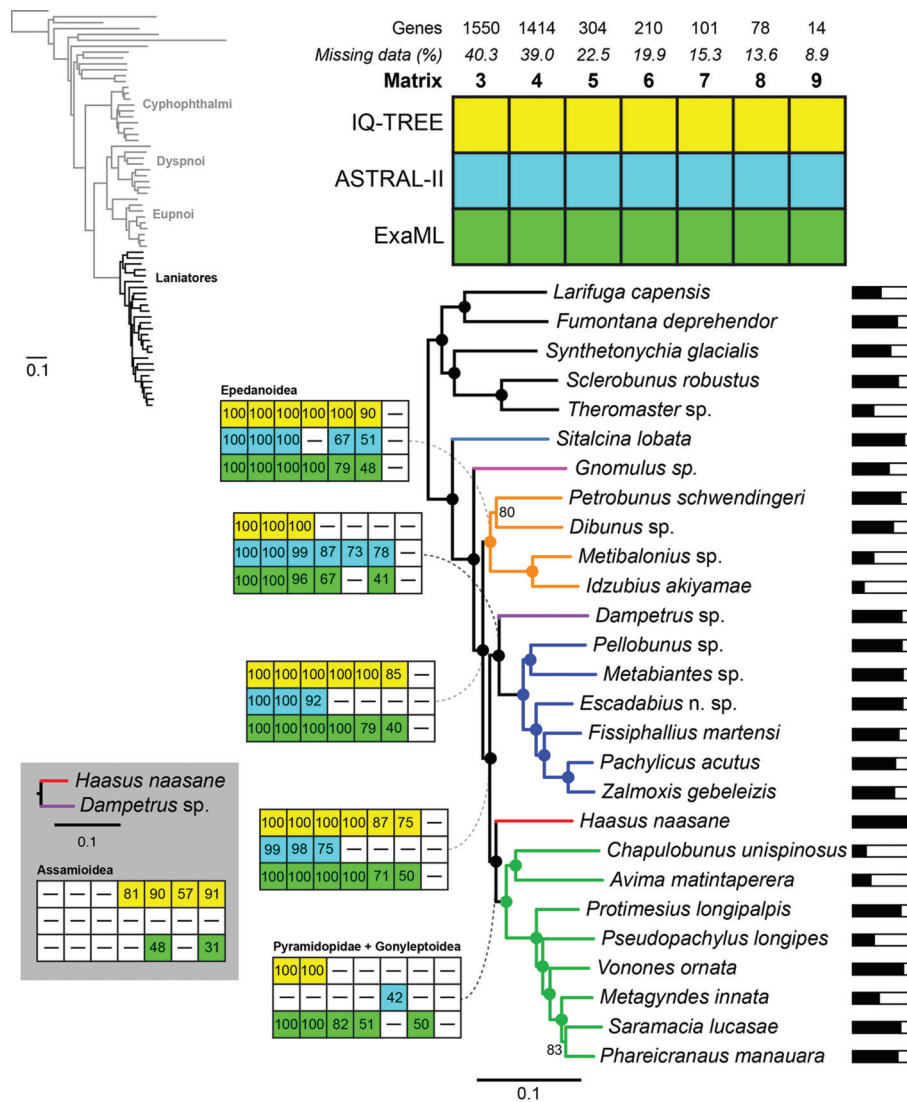 Genes 1550 1414 304 210 101 78 14
Missing data (%) 40.3 39.0 22.5 19.9 15.3 13.6 8.9
Matrix 3 4 5 6 7 8 9
IQ-TREE
ASTRAL-II
ExaML
Cyphophthalmi
Dyspnoi
Eupnoi
Laniatores
0.1
Larifuga capensis
Fumontana deprehendor
Synthetonychia glacialis
Sclerobunus robustus
Theromaster sp.
Sitalcina lobata
Gnomulus sp.
Petrobunus schwendingeri
80
Dibunus sp.
Metibalonius sp.
Idzubius akiyamae
Dampetrus sp.
Pellobunus sp.
Metabiantes sp.
Escadabius n. sp.
Fissiphallius martensi
Pachylicus acutus
Zalmoxis gebeleizis
Haasus naasane
Chapulobunus unispinosus
Avima matintaperera
Protimesius longipalpis
Pseudopachylus longipes
Vonones ornata
Metagyndes innata
Saramacia lucasae
83
Phareicranaus manauara
0.1
Epedanoidea
100 100 100 100 100 90 —
100 100 100 — 67 51 —
100 100 100 100 79 48 —
100 100 100 — — — —
100 100 99 87 73 78 —
100 100 96 67 — 41 —
100 100 100 100 100 85 —
100 100 92 — — — —
100 100 100 100 79 40 —
100 100 100 100 87 75 —
99 98 75 — — — —
100 100 100 100 71 50 —
Pyramidopidae + Gonyleptoidea
100 100 — — — — —
— — — — 42 — —
100 100 82 51 — 50 —
Haasus naasane
Dampetrus sp.
0.1
Assamioidea
— — — 81 90 57 91
— — — — — — —
— — — — 48 — 31